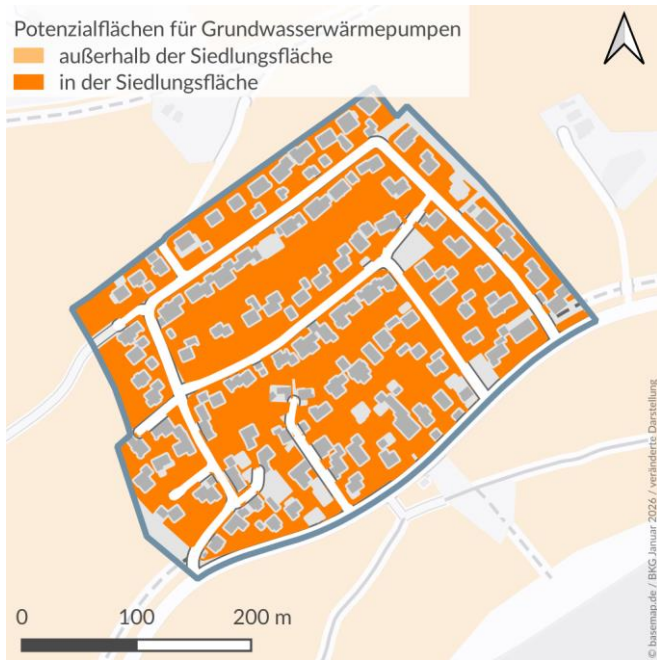 Potenzialflächen für Grundwasserwärmepumpen
außerhalb der Siedlungsfläche
in der Siedlungsfläche
0 100 200 m
© basemap.de / BKG Januar 2026 / veränderte Darstellung